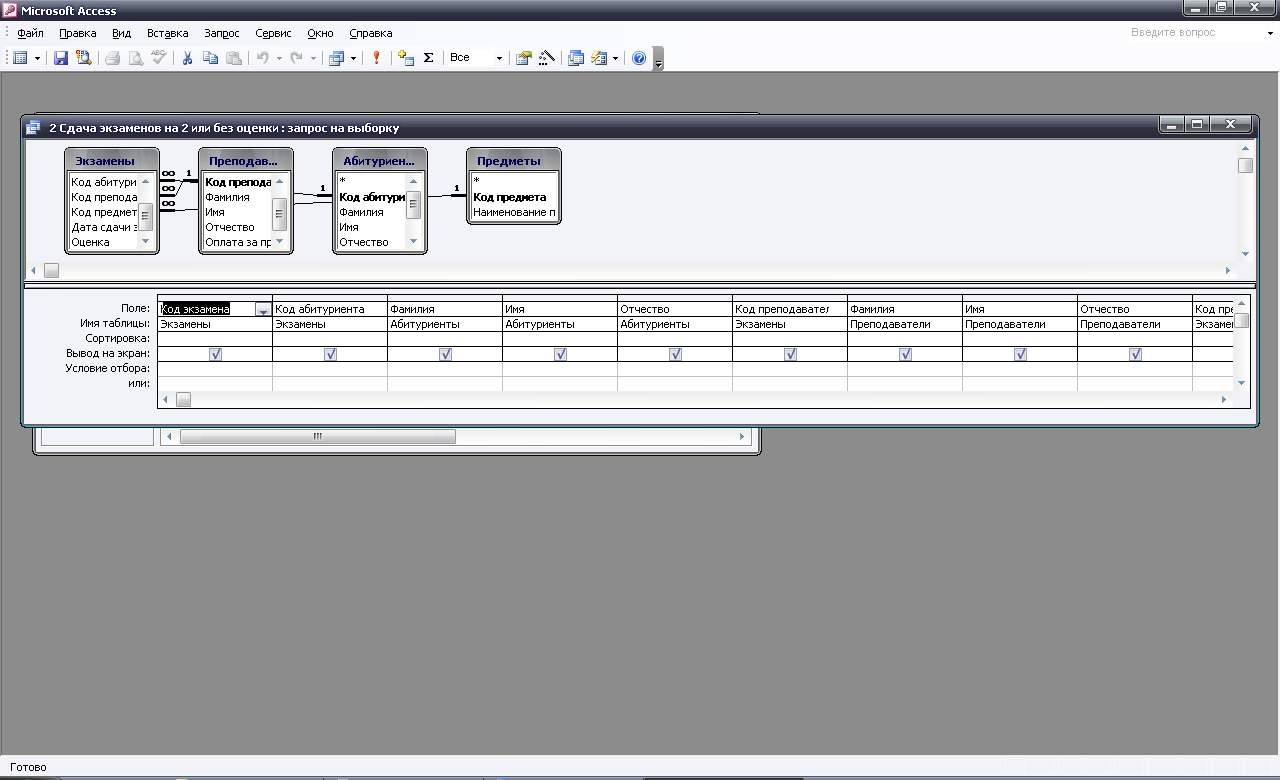 Microsoft Access
Файл Правка Вид Вставка Запрос Сервис Окно Справка Введите вопрос
Все
2 Сдача экзаменов на 2 или без оценки : запрос на выборку
Экзамены
Код абитури
Код препода
Код предмет
Дата сдачи э
Оценка
Преподав...
Код препода
Фамилия
Имя
Отчество
Оплата за пр
Абитуриен...
*
Код абитури
Фамилия
Имя
Отчество
Предметы
*
Код предмета
Наименование п
∞ 1
∞ 1 1
∞
Поле: Код экзамена Код абитуриента Фамилия Имя Отчество Код преподавател Фамилия Имя Отчество Код пре
Имя таблицы: Экзамены Экзамены Абитуриенты Абитуриенты Абитуриенты Экзамены Преподаватели Преподаватели Преподаватели Экзамен
Сортировка:
Вывод на экран:
Условие отбора:
или:
Готово